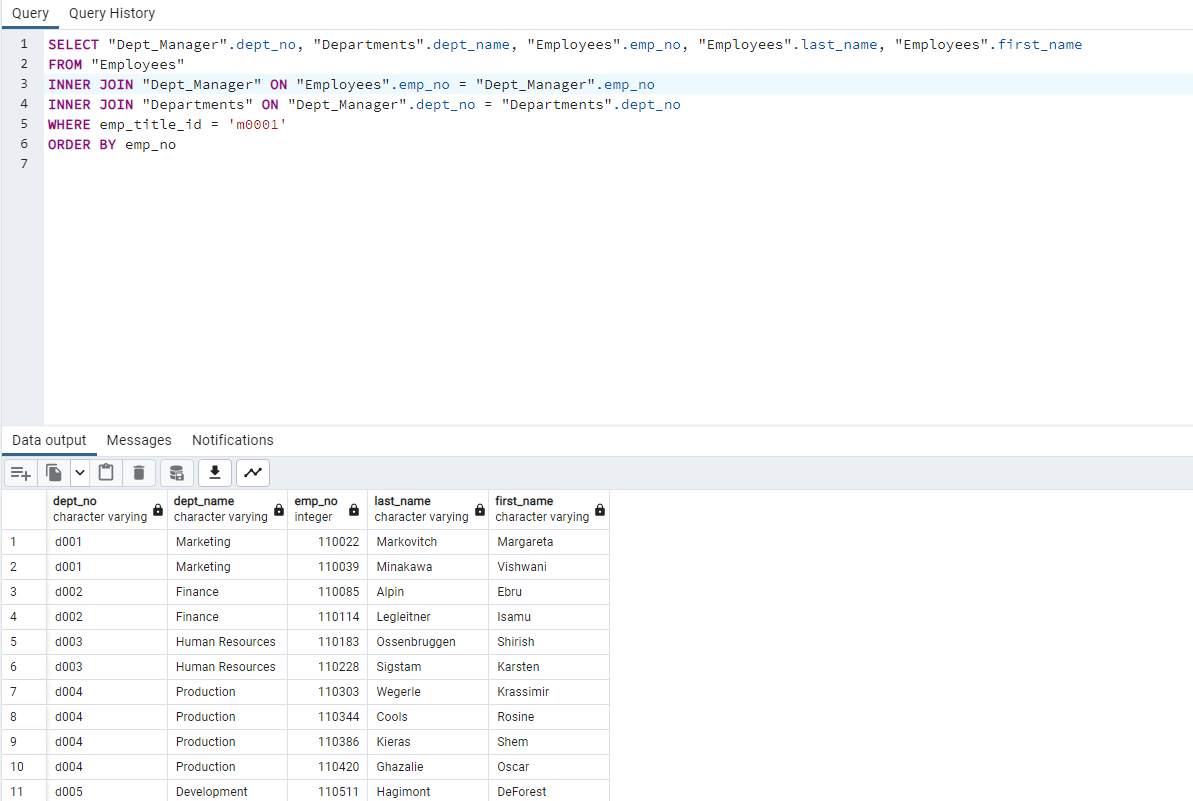 Query Query History
1 SELECT "Dept_Manager".dept_no, "Departments".dept_name, "Employees".emp_no, "Employees".last_name, "Employees".first_name
2 FROM "Employees"
3 INNER JOIN "Dept_Manager" ON "Employees".emp_no = "Dept_Manager".emp_no
4 INNER JOIN "Departments" ON "Dept_Manager".dept_no = "Departments".dept_no
5 WHERE emp_title_id = 'm0001'
6 ORDER BY emp_no
7
Data output Messages Notifications
dept_no dept_name emp_no last_name first_name
character varying character varying integer character varying character varying
1 d001 Marketing 110022 Markovitch Margareta
2 d001 Marketing 110039 Minakawa Vishwani
3 d002 Finance 110085 Alpin Ebru
4 d002 Finance 110114 Legleitner Isamu
5 d003 Human Resources 110183 Ossenbruggen Shirish
6 d003 Human Resources 110228 Sigstam Karsten
7 d004 Production 110303 Wegerle Krassimir
8 d004 Production 110344 Cools Rosine
9 d004 Production 110386 Kieras Shem
10 d004 Production 110420 Ghazalie Oscar
11 d005 Development 110511 Hagimont DeForest